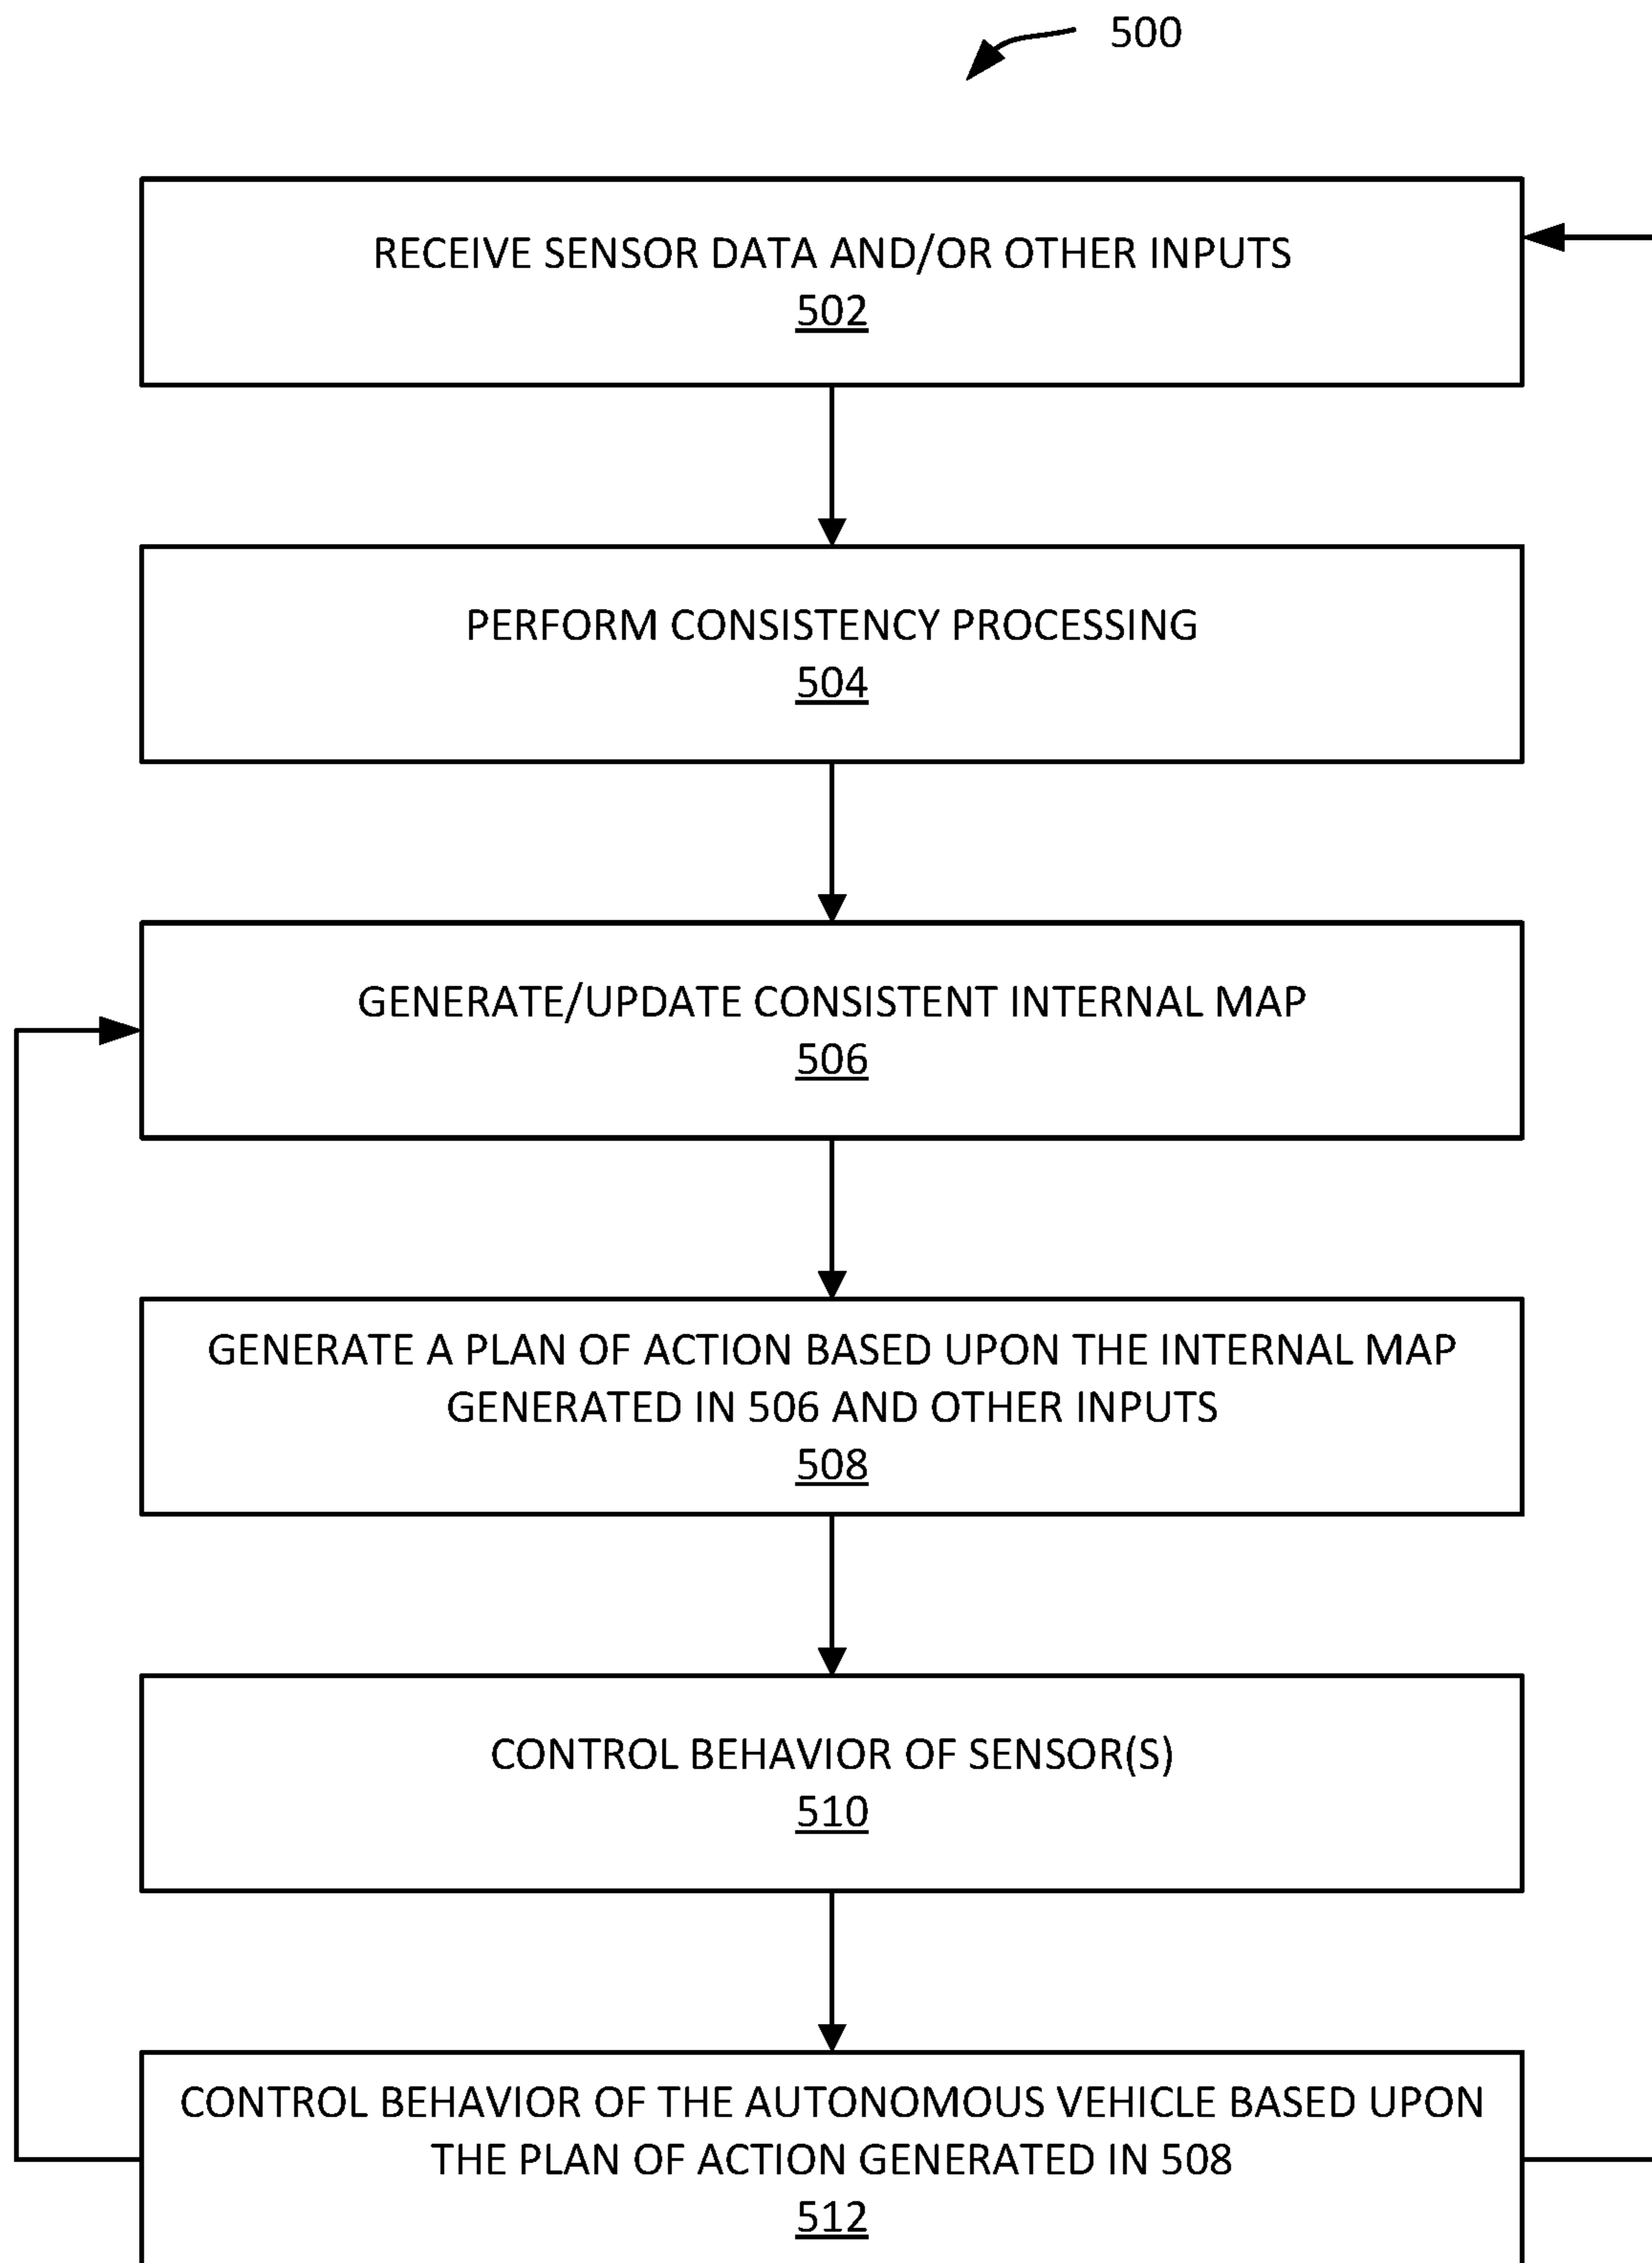 500
RECEIVE SENSOR DATA AND/OR OTHER INPUTS
502
PERFORM CONSISTENCY PROCESSING
504
GENERATE/UPDATE CONSISTENT INTERNAL MAP
506
GENERATE A PLAN OF ACTION BASED UPON THE INTERNAL MAP
GENERATED IN 506 AND OTHER INPUTS
508
CONTROL BEHAVIOR OF SENSOR(S)
510
CONTROL BEHAVIOR OF THE AUTONOMOUS VEHICLE BASED UPON
THE PLAN OF ACTION GENERATED IN 508
512